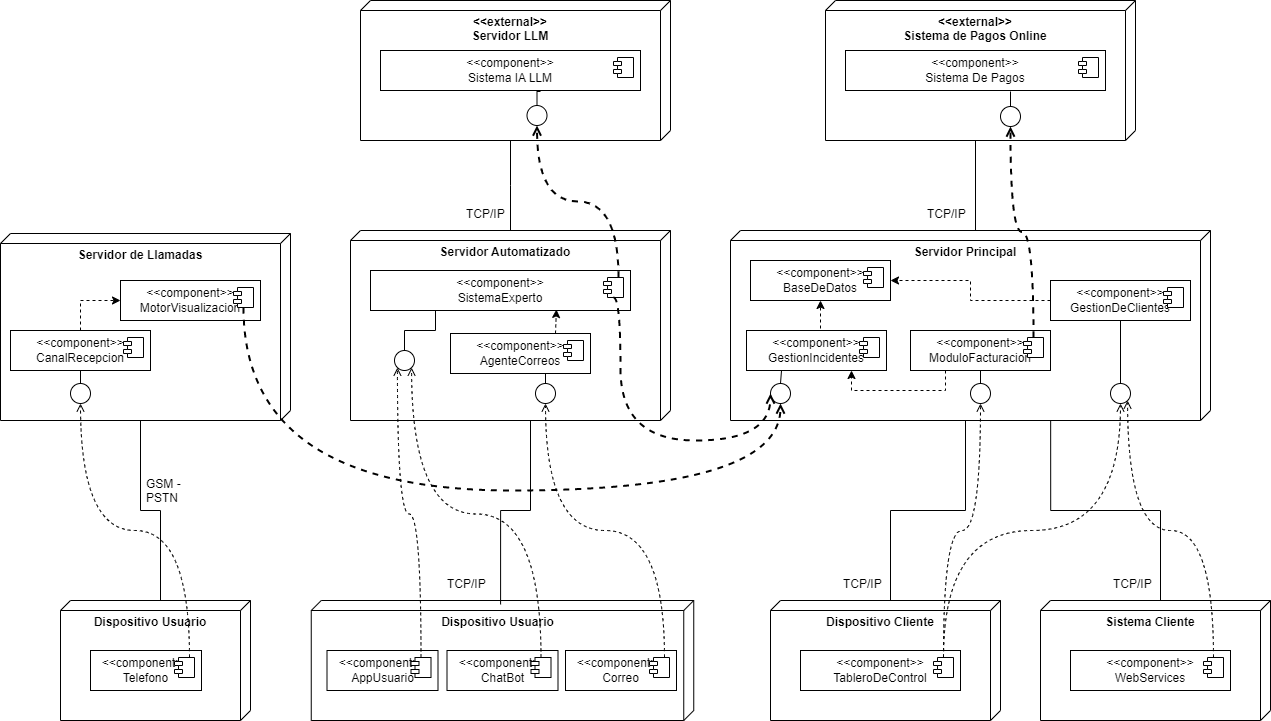 <<external>>
Servidor LLM
<<component>>
Sistema IA LLM
<<external>>
Sistema de Pagos Online
<<component>>
Sistema De Pagos
TCP/IP
TCP/IP
Servidor de Llamadas
<<component>>
MotorVisualizacion
<<component>>
CanalRecepcion
Servidor Automatizado
<<component>>
SistemaExperto
<<component>>
AgenteCorreos
Servidor Principal
<<component>>
BaseDeDatos
<<component>>
GestionDeClientes
<<component>>
GestionIncidentes
<<component>>
ModuloFacturacion
GSM -
PSTN
TCP/IP
TCP/IP
TCP/IP
Dispositivo Usuario
<<component>>
Telefono
Dispositivo Usuario
<<component>>
AppUsuario
<<component>>
ChatBot
<<component>>
Correo
Dispositivo Cliente
<<component>>
TableroDeControl
Sistema Cliente
<<component>>
WebServices